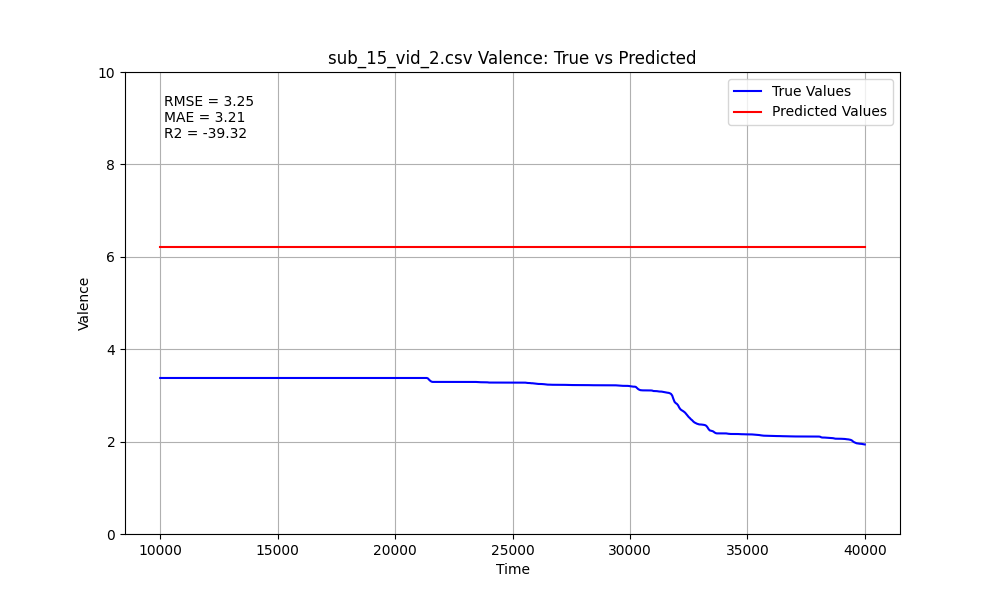 sub_15_vid_2.csv Valence: True vs Predicted
RMSE = 3.25
MAE = 3.21
R2 = -39.32
True Values
Predicted Values
Valence
10
8
6
4
2
0
10000
15000
20000
25000
30000
35000
40000
Time